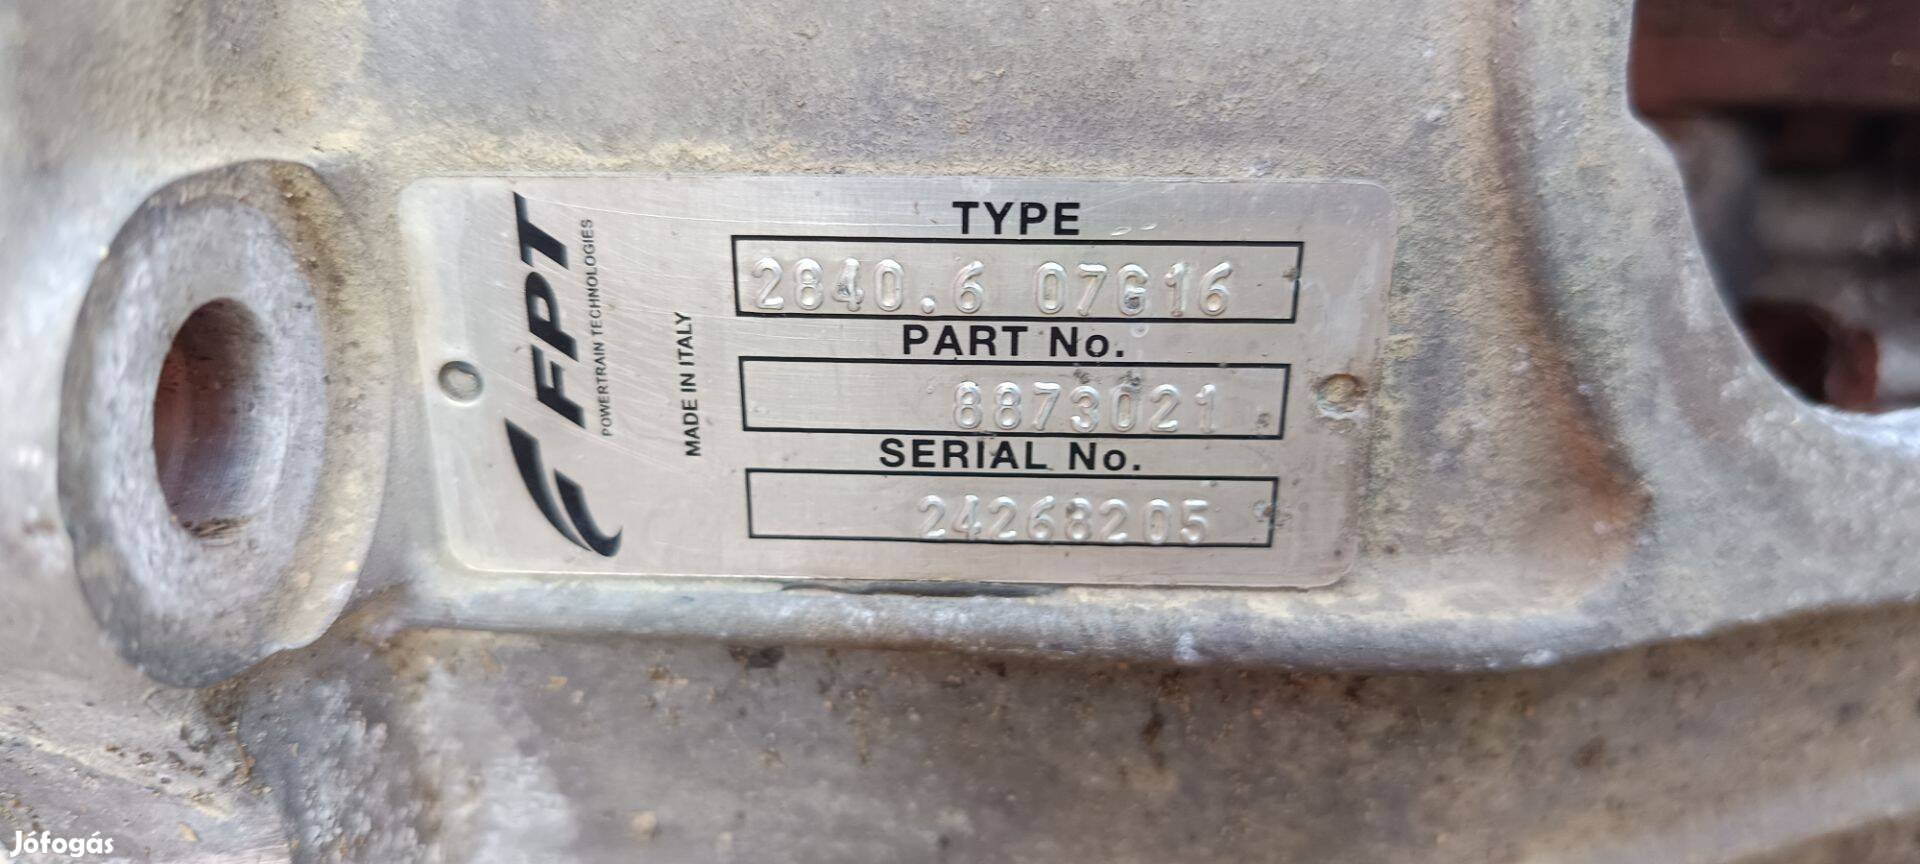 FPT
POWERTRAIN TECHNOLOGIES
MADE IN ITALY
TYPE
2840.6 07G16
PART No.
8873021
SERIAL No.
24268205
Jófogás